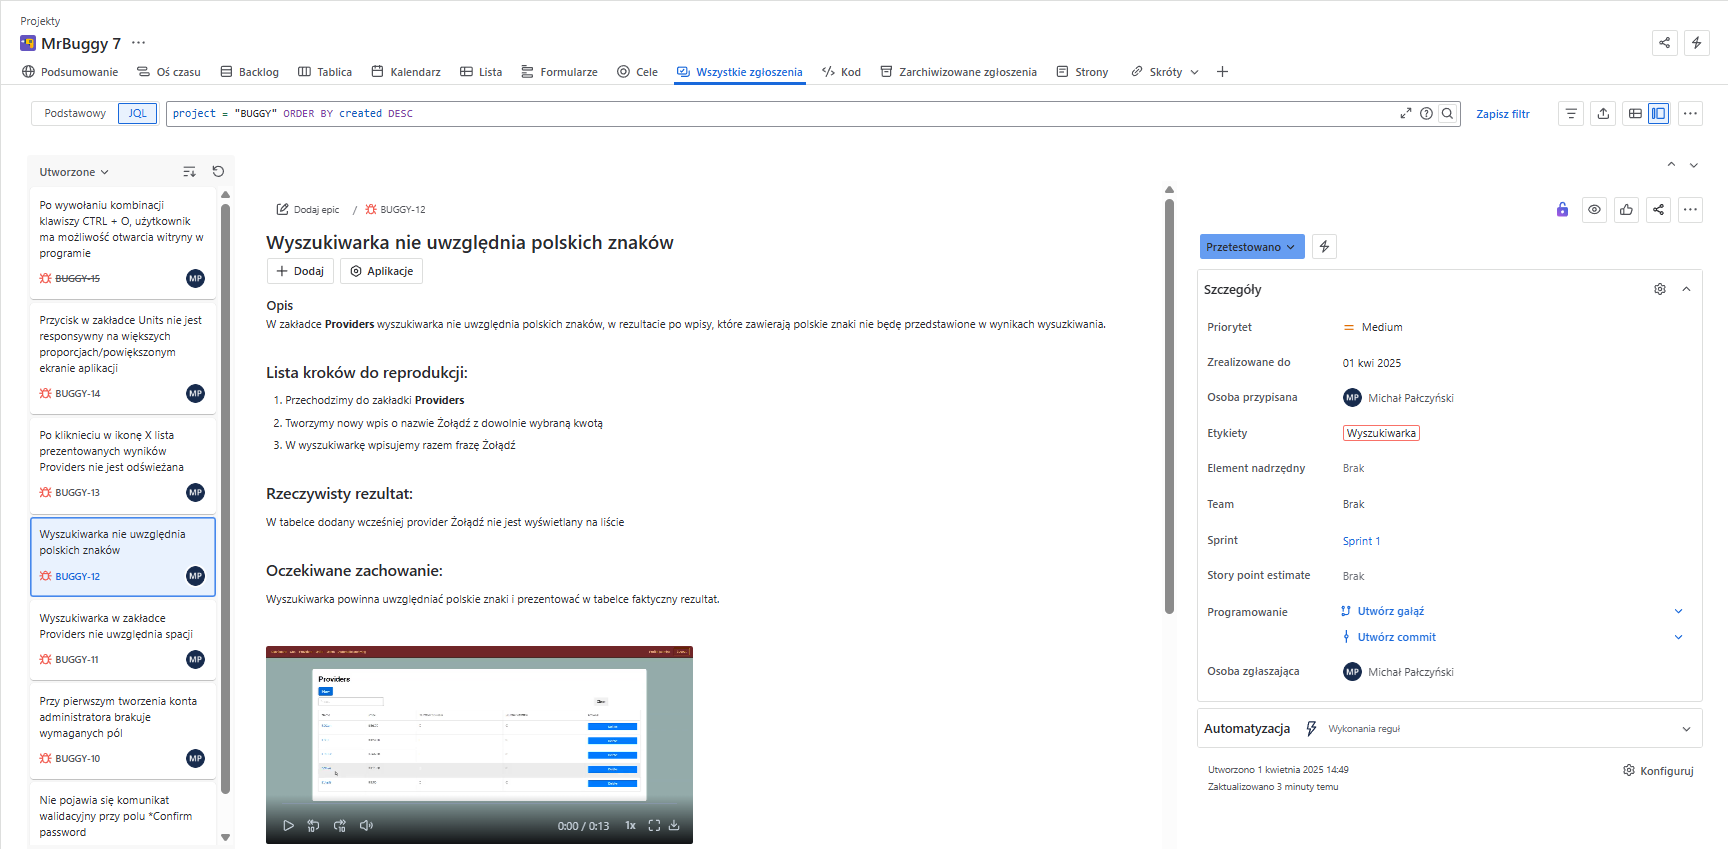 Projekty
MrBuggy 7
Podsumowanie Oś czasu Backlog Tablica Kalendarz Lista Formularze Cele Wszystkie zgłoszenia Kod Zarchiwizowane zgłoszenia Strony Skróty
Podstawowy JQL project = "BUGGY" ORDER BY created DESC Zapisz filtr
Utworzone
Po wywołaniu kombinacji
klawiszy CTRL + O, użytkownik
ma możliwość otwarcia witryny w
programie
BUGGY-15 MP
Przycisk w zakładce Units nie jest
responsywny na większych
proporcjach/powiększonym
ekranie aplikacji
BUGGY-14 MP
Po kliknieciu w ikonę X lista
prezentowanych wyników
Providers nie jest odświeżana
BUGGY-13 MP
Wyszukiwarka nie uwzględnia
polskich znaków
BUGGY-12 MP
Wyszukiwarka w zakładce
Providers nie uwzględnia spacji
BUGGY-11 MP
Przy pierwszym tworzenia konta
administratora brakuje
wymaganych pól
BUGGY-10 MP
Nie pojawia się komunikat
walidacyjny przy polu *Confirm
password
Dodaj epic / BUGGY-12
Wyszukiwarka nie uwzględnia polskich znaków
Dodaj Aplikacje
Opis
W zakładce Providers wyszukiwarka nie uwzględnia polskich znaków, w rezultacie po wpisy, które zawierają polskie znaki nie będę przedstawione w wynikach wysuzkiwania.
Lista kroków do reprodukcji:
1. Przechodzimy do zakładki Providers
2. Tworzymy nowy wpis o nazwie Żołądź z dowolnie wybraną kwotą
3. W wyszukiwarkę wpisujemy razem frazę Żołądź
Rzeczywisty rezultat:
W tabelce dodany wcześniej provider Żołądź nie jest wyświetlany na liście
Oczekiwane zachowanie:
Wyszukiwarka powinna uwzględniać polskie znaki i prezentować w tabelce faktyczny rezultat.
Providers
10 10 0:00 / 0:13 1x
Przetestowano
Szczegóły
Priorytet Medium
Zrealizowane do 01 kwi 2025
Osoba przypisana MP Michał Pałczyński
Etykiety Wyszukiwarka
Element nadrzędny Brak
Team Brak
Sprint Sprint 1
Story point estimate Brak
Programowanie Utwórz gałąź
Utwórz commit
Osoba zgłaszająca MP Michał Pałczyński
Automatyzacja Wykonania reguł
Utworzono 1 kwietnia 2025 14:49
Konfiguruj
Zaktualizowano 3 minuty temu